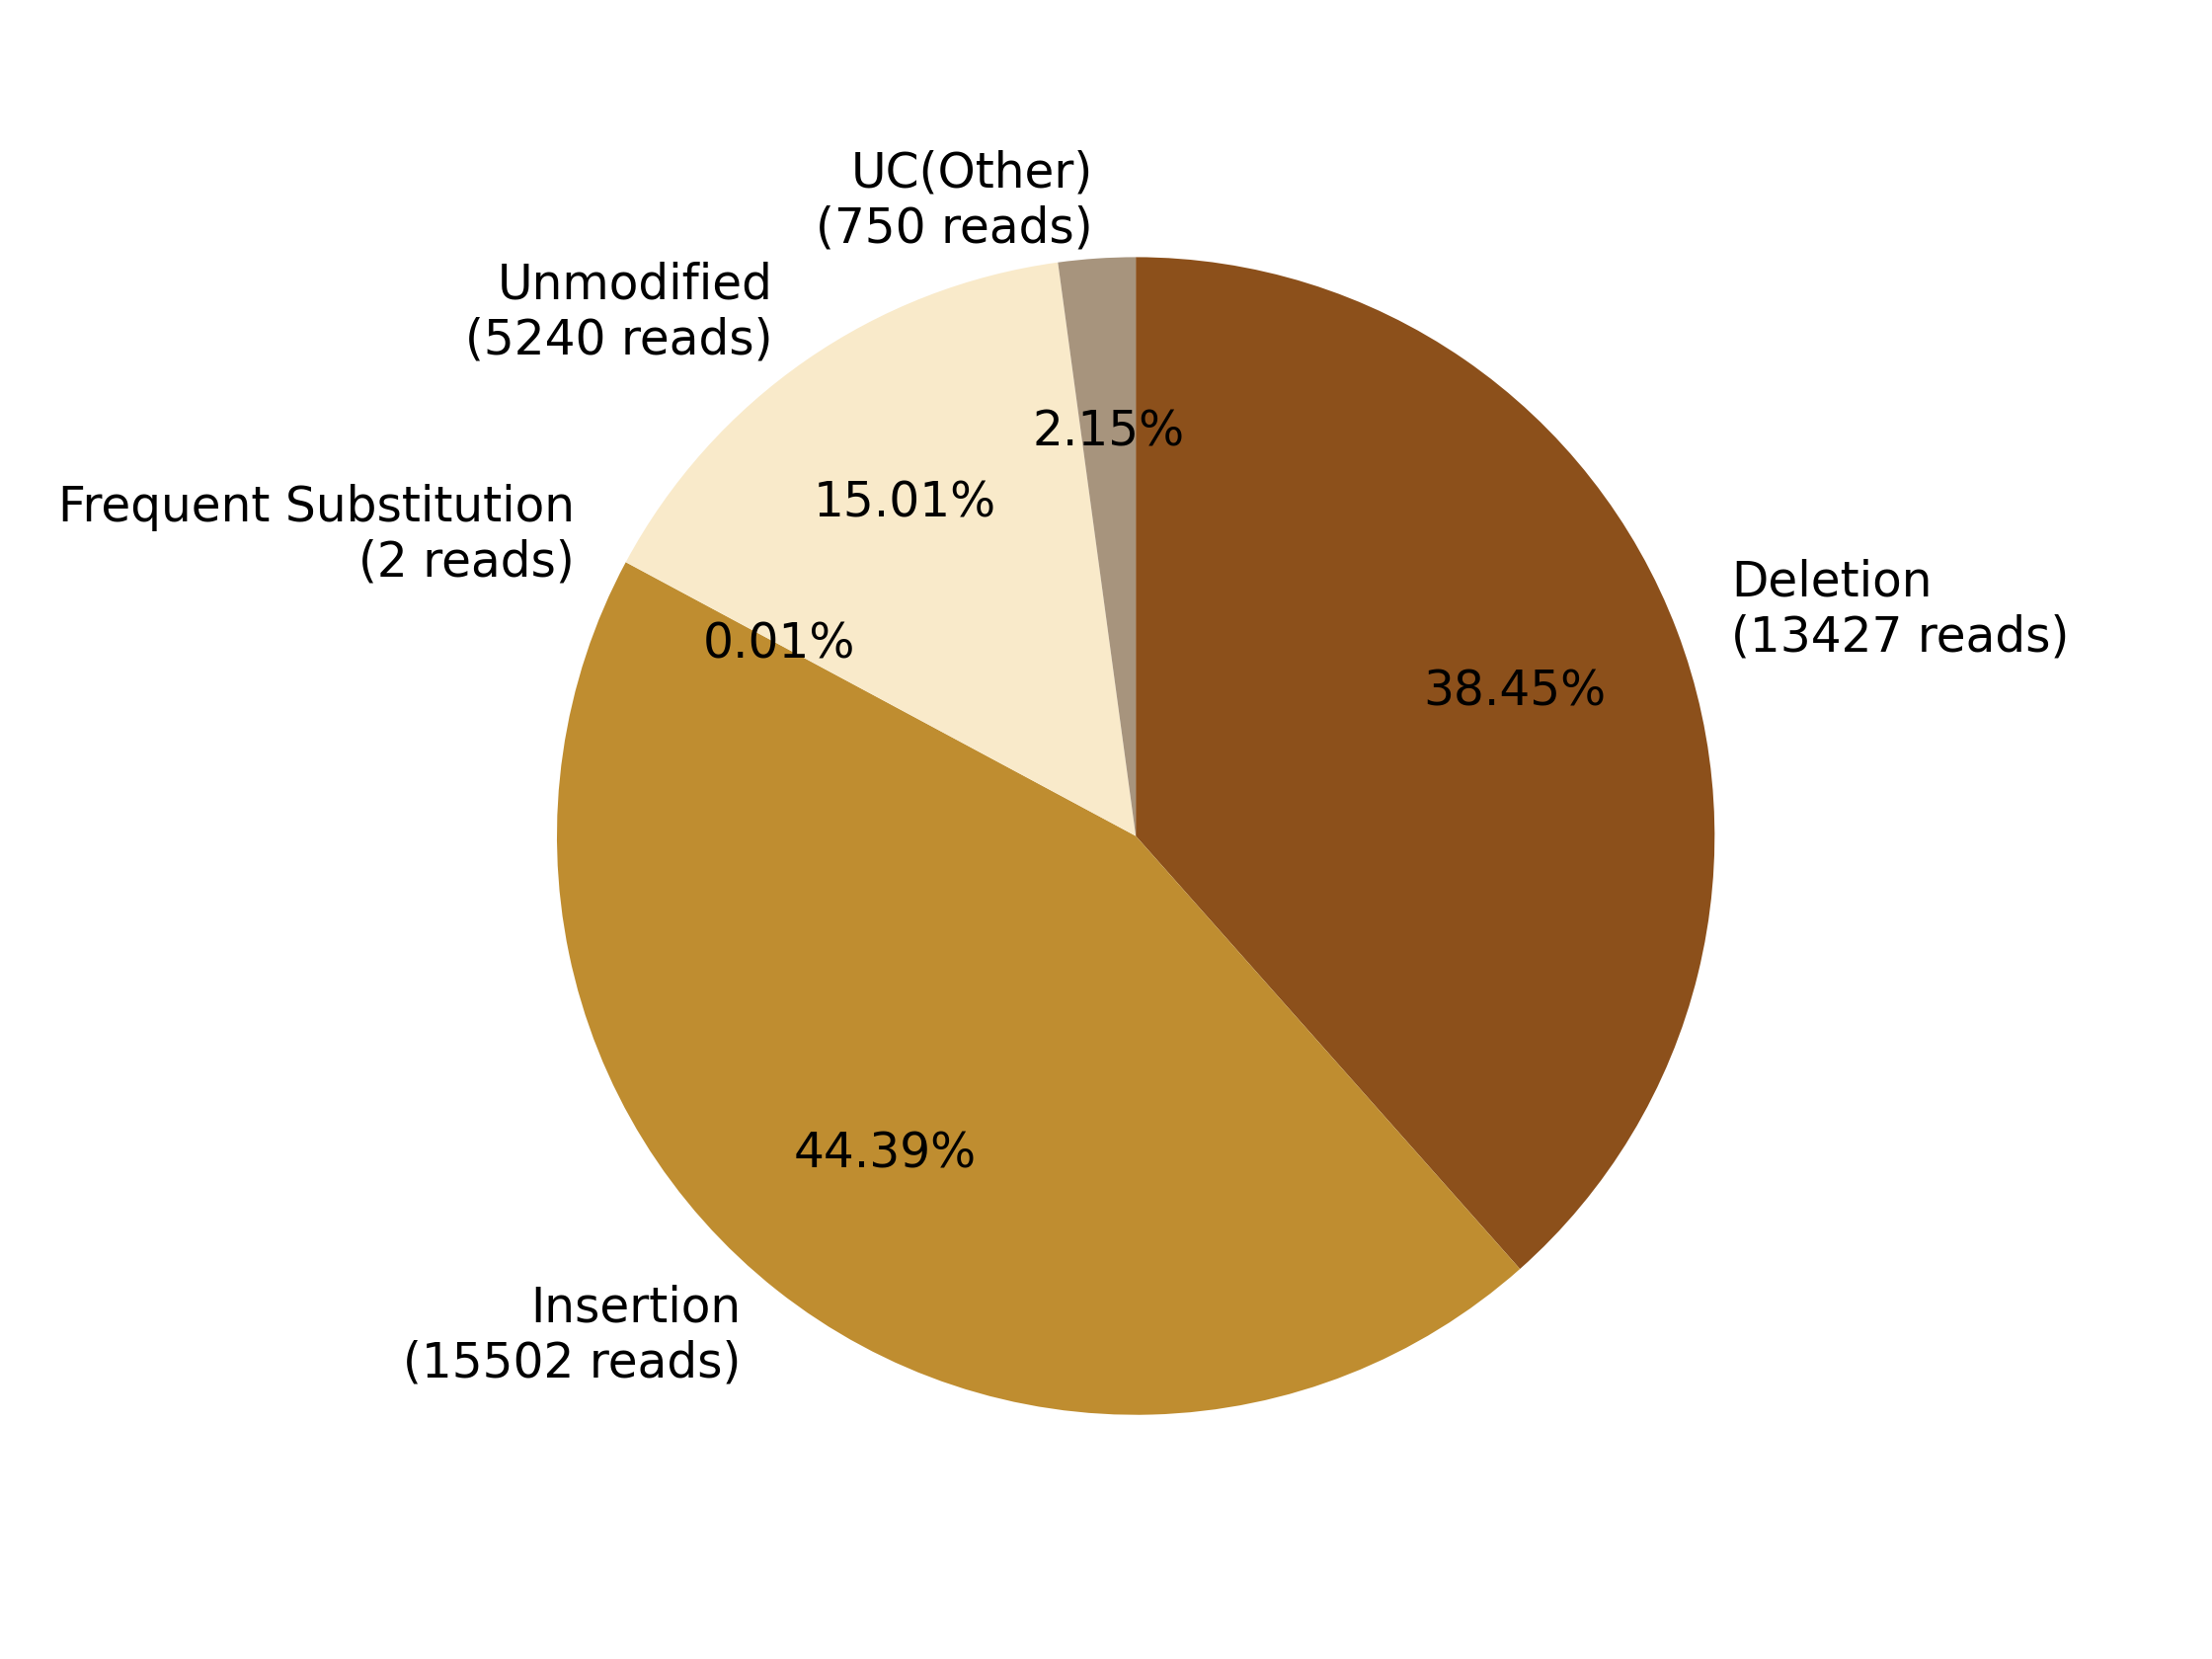 UC(Other)
(750 reads)
Unmodified
(5240 reads)
2.15%
15.01%
Frequent Substitution
(2 reads)
0.01%
Deletion
(13427 reads)
38.45%
44.39%
Insertion
(15502 reads)